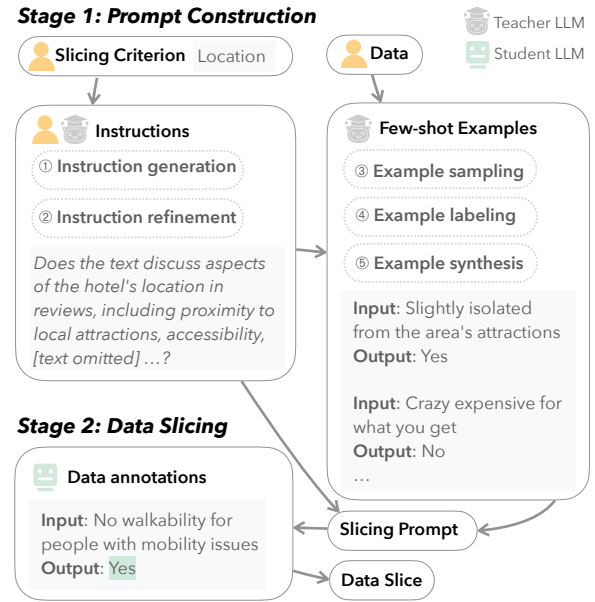 Stage 1: Prompt Construction
Teacher LLM
Student LLM
Slicing Criterion Location
Data
Instructions
① Instruction generation
② Instruction refinement
Does the text discuss aspects
of the hotel's location in
reviews, including proximity to
local attractions, accessibility,
[text omitted] …?
Few-shot Examples
③ Example sampling
④ Example labeling
⑤ Example synthesis
Input: Slightly isolated
from the area's attractions
Output: Yes
Input: Crazy expensive for
what you get
Output: No
…
Stage 2: Data Slicing
Data annotations
Input: No walkability for
people with mobility issues
Output: Yes
Slicing Prompt
Data Slice